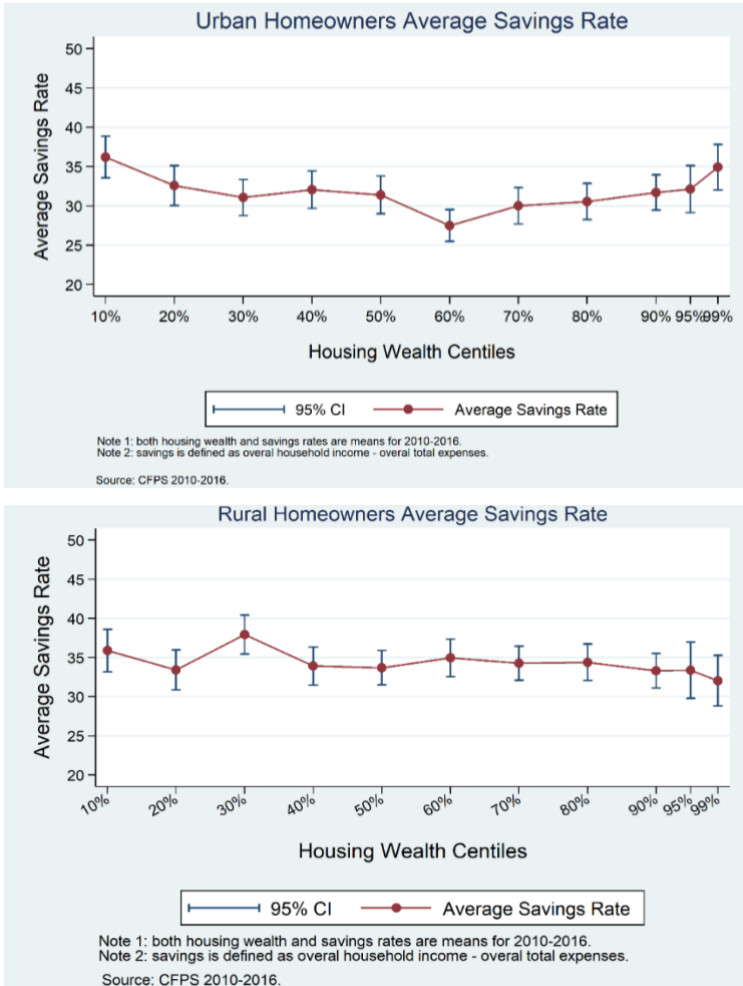 Urban Homeowners Average Savings Rate
Average Savings Rate
50
45
40
35
30
25
20
10% 20% 30% 40% 50% 60% 70% 80% 90% 95% 99%
Housing Wealth Centiles
95% CI Average Savings Rate
Note 1: both housing wealth and savings rates are means for 2010-2016.
Note 2: savings is defined as overal household income - overal total expenses.
Source: CFPS 2010-2016.
Rural Homeowners Average Savings Rate
Average Savings Rate
50
45
40
35
30
25
20
10% 20% 30% 40% 50% 60% 70% 80% 90% 95% 99%
Housing Wealth Centiles
95% CI Average Savings Rate
Note 1: both housing wealth and savings rates are means for 2010-2016.
Note 2: savings is defined as overal household income - overal total expenses.
Source: CFPS 2010-2016.